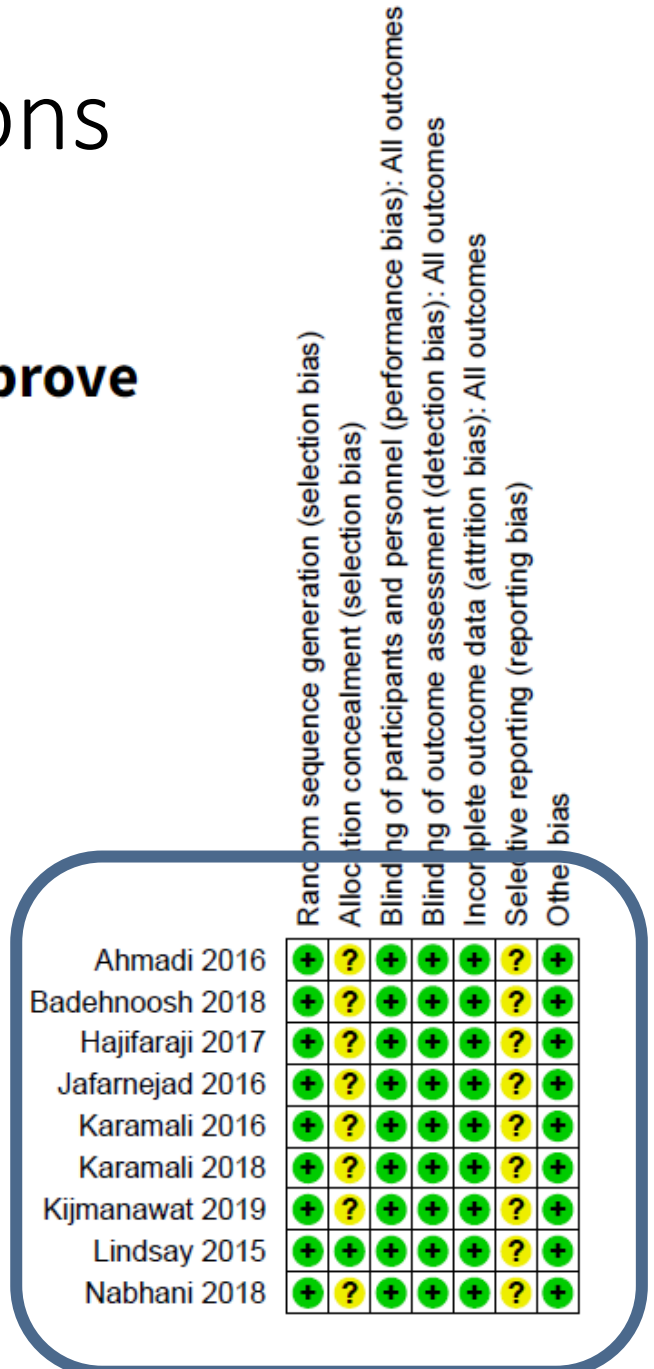 ons
prove
Random sequence generation (selection bias)
Allocation concealment (selection bias)
Blinding of participants and personnel (performance bias): All outcomes
Blinding of outcome assessment (detection bias): All outcomes
Incomplete outcome data (attrition bias): All outcomes
Selective reporting (reporting bias)
Other bias
Ahmadi 2016 + ? + + + ? +
Badehnoosh 2018 + ? + + + ? +
Hajifaraji 2017 + ? + + + ? +
Jafarnejad 2016 + ? + + + ? +
Karamali 2016 + ? + + + ? +
Karamali 2018 + ? + + + ? +
Kijmanawat 2019 + ? + + + ? +
Lindsay 2015 + + + + + ? +
Nabhani 2018 + ? + + + ? +